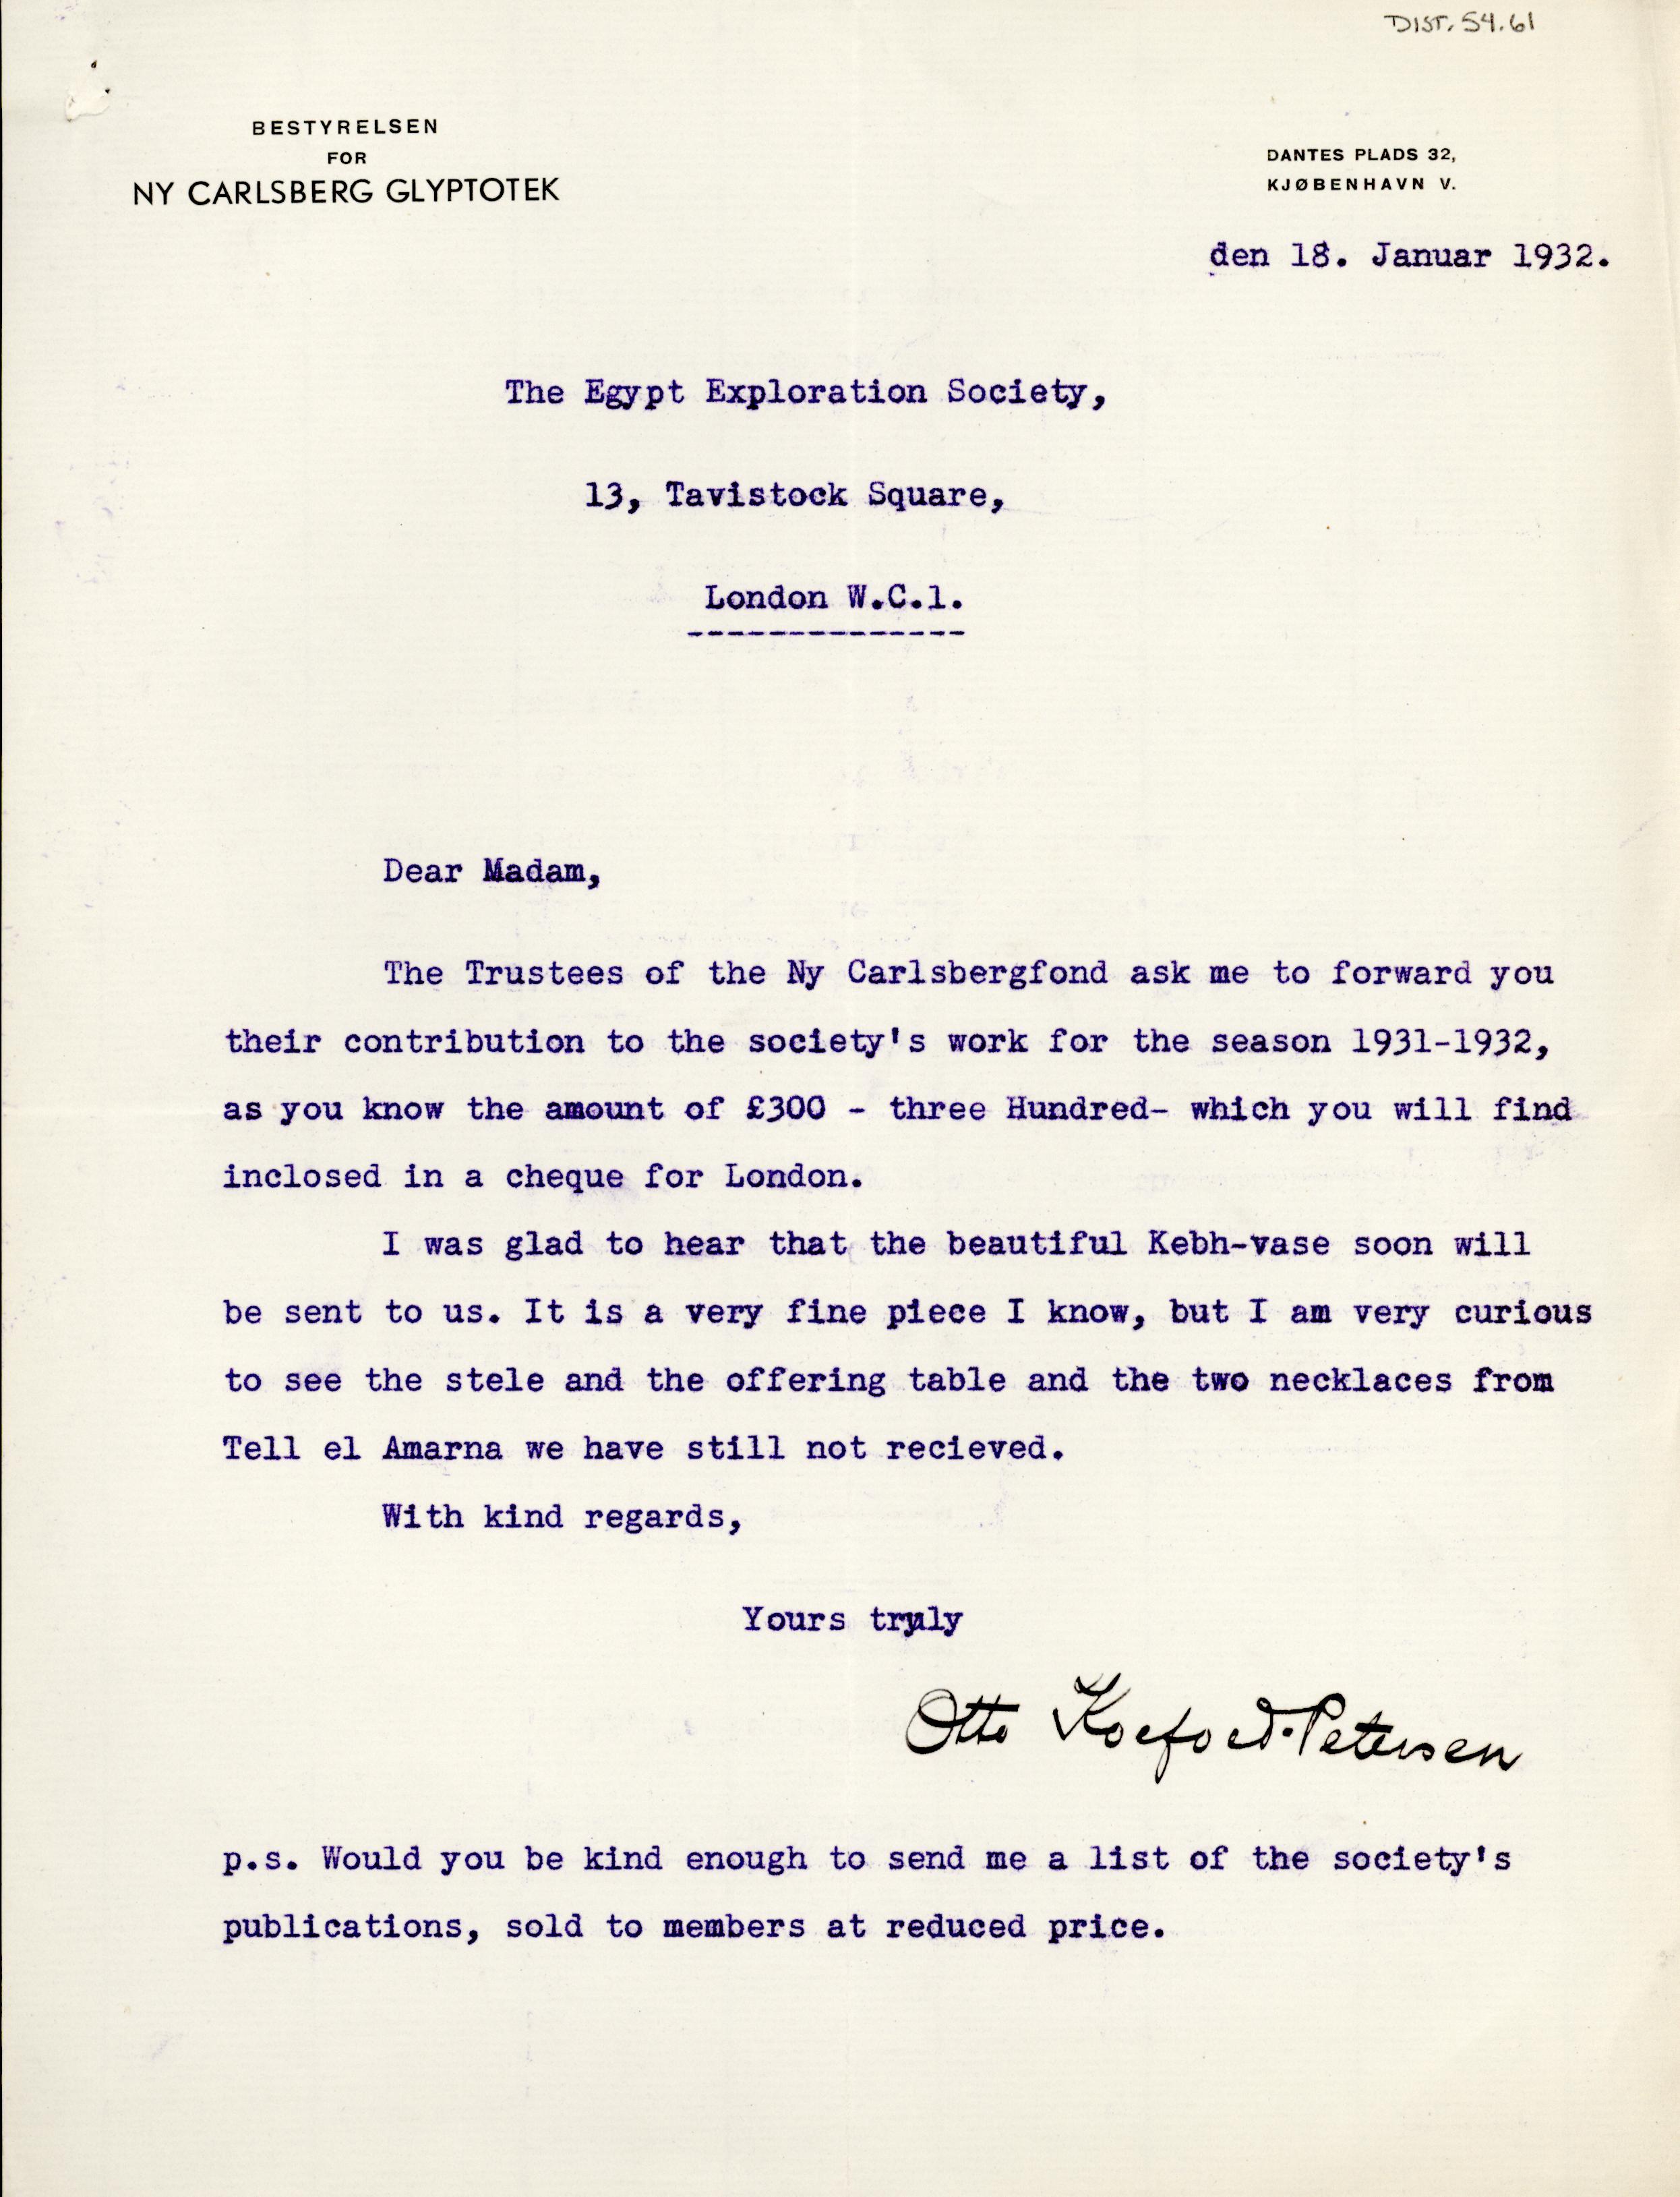 DIST. 54.61
BESTYRELSEN
FOR
NY CARLSBERG GLYPTOTEK
DANTES PLADS 32,
KJØBENHAVN V.
den 18. Januar 1932.
The Egypt Exploration Society,
13, Tavistock Square,
London W.C.1.
--------------
Dear Madam,
The Trustees of the Ny Carlsbergfond ask me to forward you
their contribution to the society's work for the season 1931-1932,
as you know the amount of £300 - three Hundred- which you will find
inclosed in a cheque for London.
I was glad to hear that the beautiful Kebh-vase soon will
be sent to us. It is a very fine piece I know, but I am very curious
to see the stele and the offering table and the two necklaces from
Tell el Amarna we have still not recieved.
With kind regards,
Yours truly
Otto Koefoed-Petersen
p.s. Would you be kind enough to send me a list of the society's
publications, sold to members at reduced price.